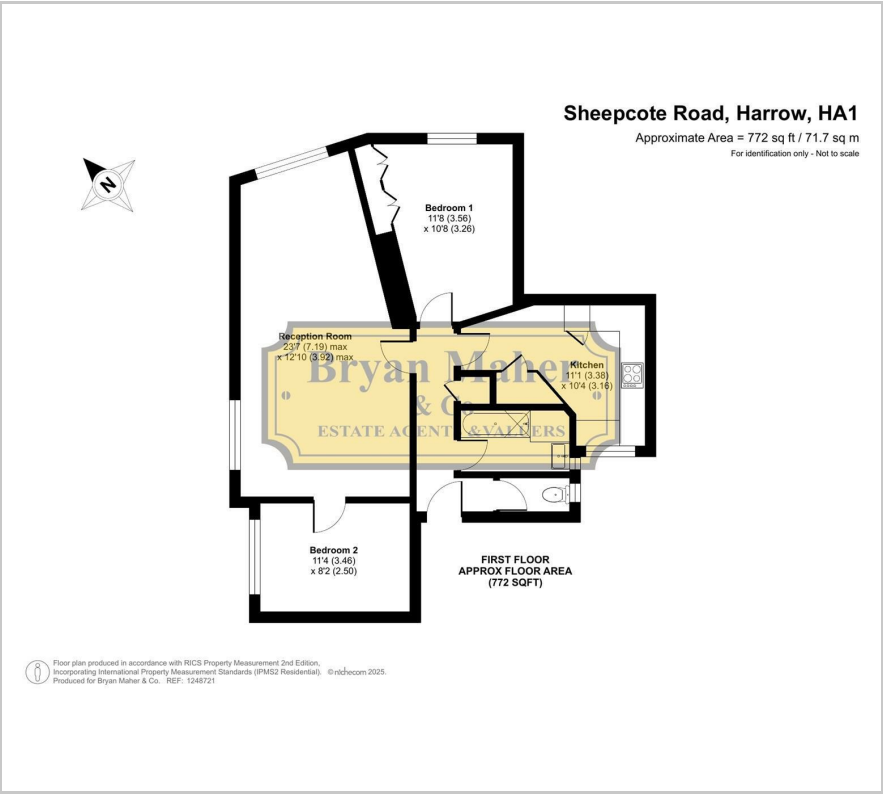 Sheepcote Road, Harrow, HA1
Approximate Area = 772 sq ft / 71.7 sq m
For identification only - Not to scale
N
Bedroom 1
11'8 (3.56)
x 10'8 (3.26)
Reception Room
23'7 (7.19) max
x 12'10 (3.92) max
Kitchen
11'1 (3.38)
x 10'4 (3.16)
Bryan Maher
& Co.
ESTATE AGENTS & VALUERS
Bedroom 2
11'4 (3.46)
x 8'2 (2.50)
FIRST FLOOR
APPROX FLOOR AREA
(772 SQFT)
Floor plan produced in accordance with RICS Property Measurement 2nd Edition,
Incorporating International Property Measurement Standards (IPMS2 Residential). © nichecom 2025.
Produced for Bryan Maher & Co. REF: 1248721